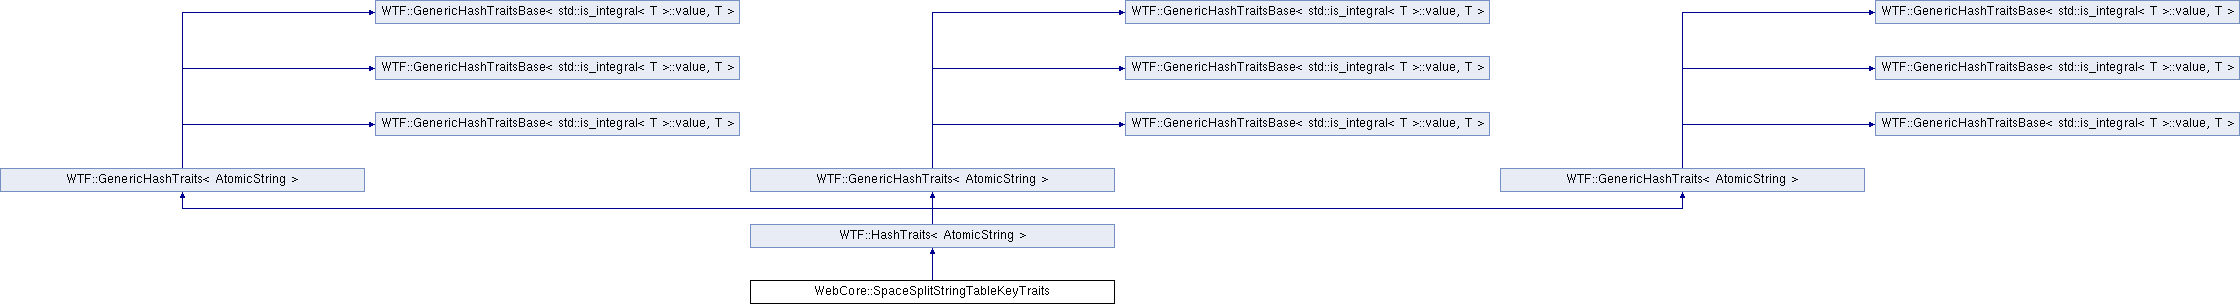 WTF::GenericHashTraitsBase< std::is_integral< T >::value, T >
WTF::GenericHashTraitsBase< std::is_integral< T >::value, T >
WTF::GenericHashTraitsBase< std::is_integral< T >::value, T >
WTF::GenericHashTraitsBase< std::is_integral< T >::value, T >
WTF::GenericHashTraitsBase< std::is_integral< T >::value, T >
WTF::GenericHashTraitsBase< std::is_integral< T >::value, T >
WTF::GenericHashTraitsBase< std::is_integral< T >::value, T >
WTF::GenericHashTraitsBase< std::is_integral< T >::value, T >
WTF::GenericHashTraitsBase< std::is_integral< T >::value, T >
WTF::GenericHashTraits< AtomicString >
WTF::GenericHashTraits< AtomicString >
WTF::GenericHashTraits< AtomicString >
WTF::HashTraits< AtomicString >
WebCore::SpaceSplitStringTableKeyTraits